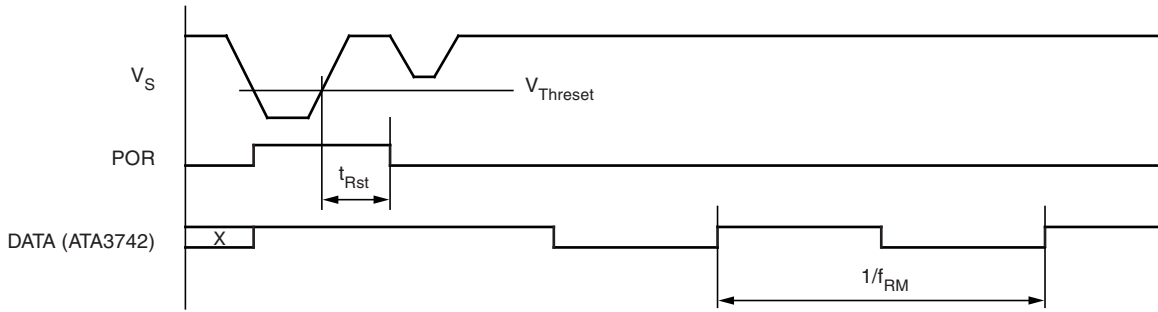 V_S
V_Threset
POR
t_Rst
DATA (ATA3742)
X
1/f_RM